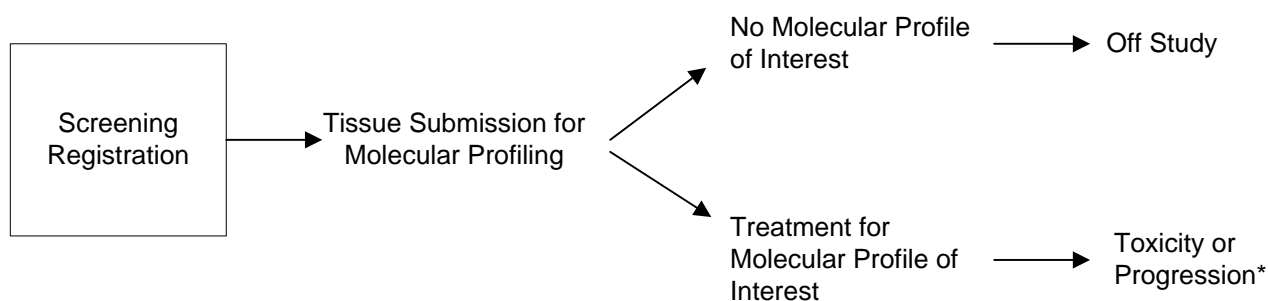 Screening
Registration
Tissue Submission for
Molecular Profiling
No Molecular Profile
of Interest
Off Study
Treatment for
Molecular Profile of
Interest
Toxicity or
Progression*